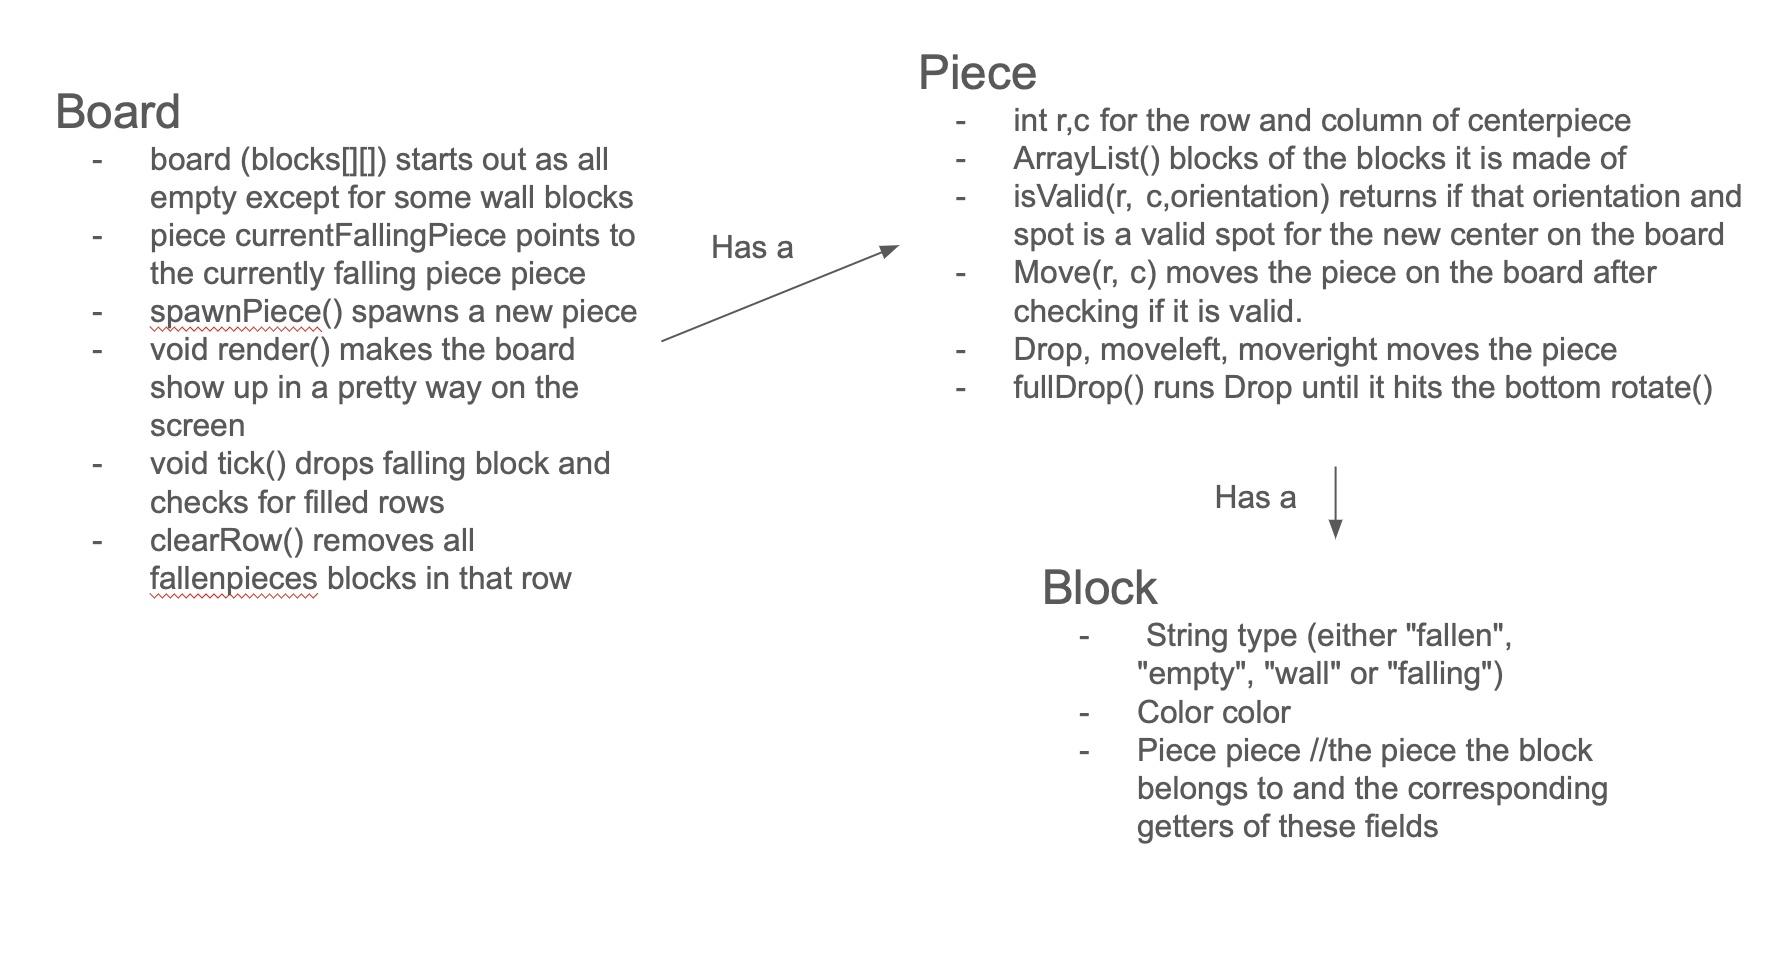 Board
- board (blocks[][]) starts out as all
empty except for some wall blocks
- piece currentFallingPiece points to
the currently falling piece piece
- spawnPiece() spawns a new piece
- void render() makes the board
show up in a pretty way on the
screen
- void tick() drops falling block and
checks for filled rows
- clearRow() removes all
fallenpieces blocks in that row
Has a
Piece
- int r,c for the row and column of centerpiece
- ArrayList() blocks of the blocks it is made of
- isValid(r, c,orientation) returns if that orientation and
spot is a valid spot for the new center on the board
- Move(r, c) moves the piece on the board after
checking if it is valid.
- Drop, moveleft, moveright moves the piece
- fullDrop() runs Drop until it hits the bottom rotate()
Has a
Block
- String type (either "fallen",
"empty", "wall" or "falling")
- Color color
- Piece piece //the piece the block
belongs to and the corresponding
getters of these fields